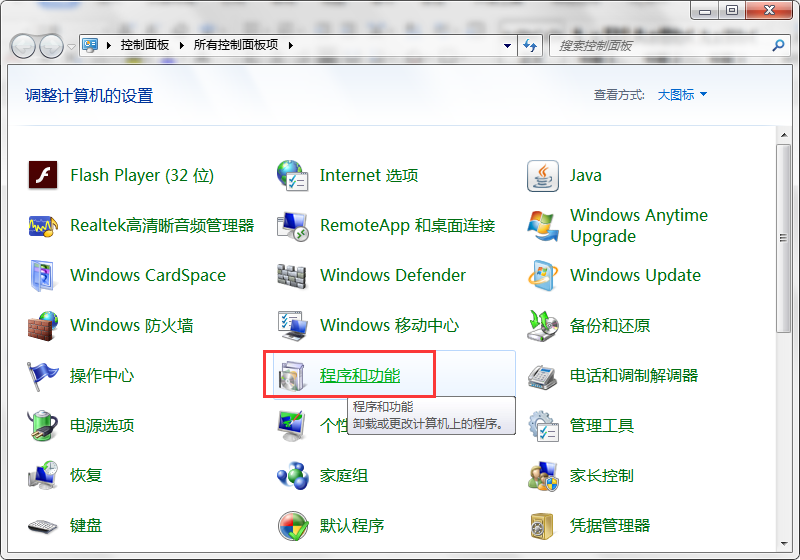 控制面板 所有控制面板项
搜索控制面板
调整计算机的设置
查看方式: 大图标
Flash Player (32 位)
Internet 选项
Java
Realtek高清晰音频管理器
RemoteApp 和桌面连接
Windows Anytime
Upgrade
Windows CardSpace
Windows Defender
Windows Update
Windows 防火墙
Windows 移动中心
备份和还原
操作中心
程序和功能
电话和调制解调器
程序和功能
卸载或更改计算机上的程序。
电源选项
个性
管理工具
恢复
家庭组
家长控制
键盘
默认程序
凭据管理器